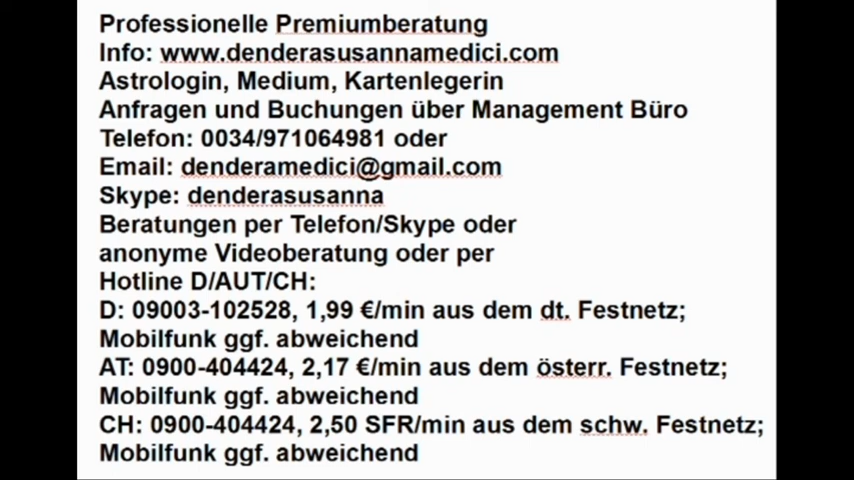 Professionelle Premiumberatung
Info: www.denderasusannamedici.com
Astrologin, Medium, Kartenlegerin
Anfragen und Buchungen über Management Büro
Telefon: 0034/971064981 oder
Email: denderamedici@gmail.com
Skype: denderasusanna
Beratungen per Telefon/Skype oder
anonyme Videoberatung oder per
Hotline D/AUT/CH:
D: 09003-102528, 1,99 €/min aus dem dt. Festnetz;
Mobilfunk ggf. abweichend
AT: 0900-404424, 2,17 €/min aus dem österr. Festnetz;
Mobilfunk ggf. abweichend
CH: 0900-404424, 2,50 SFR/min aus dem schw. Festnetz;
Mobilfunk ggf. abweichend